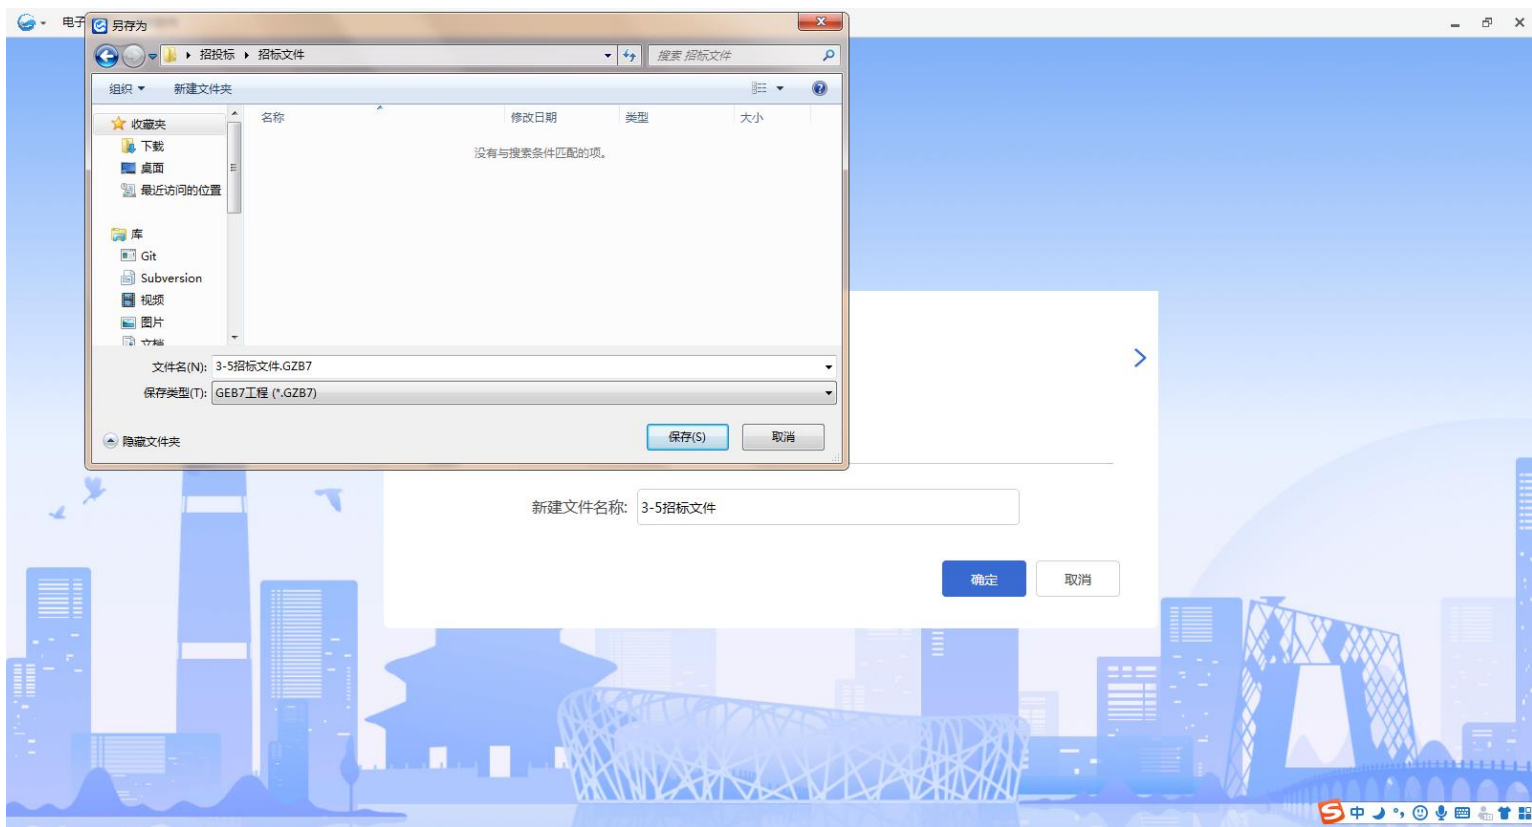 电子
另存为
招投标 招标文件
搜索 招标文件
组织
新建文件夹
名称
修改日期
类型
大小
没有与搜索条件匹配的项。
收藏夹
下载
桌面
最近访问的位置
库
Git
Subversion
视频
图片
文档
文件名(N): 3-5招标文件.GZB7
保存类型(T): GEB7工程 (*.GZB7)
隐藏文件夹
保存(S)
取消
新建文件名称: 3-5招标文件
确定
取消
中